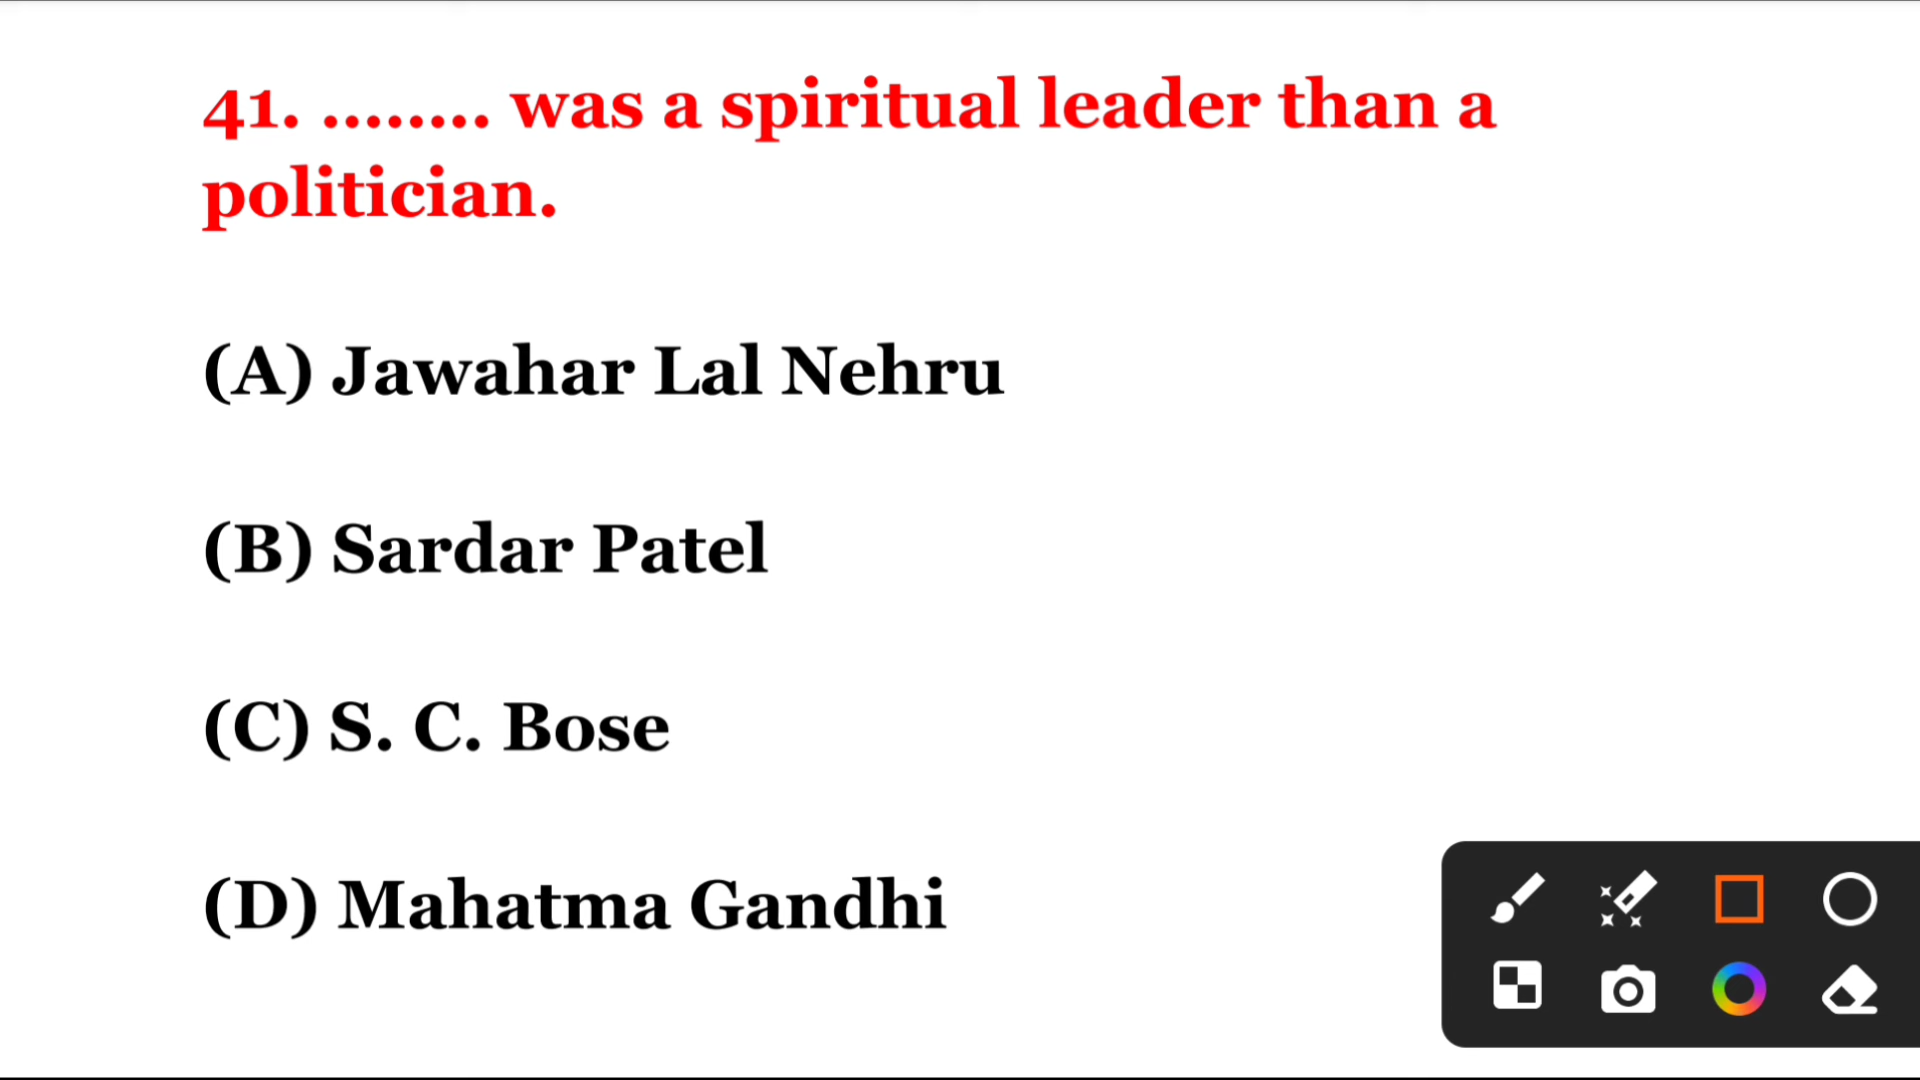 41. ........ was a spiritual leader than a
politician.
(A) Jawahar Lal Nehru
(B) Sardar Patel
(C) S. C. Bose
(D) Mahatma Gandhi